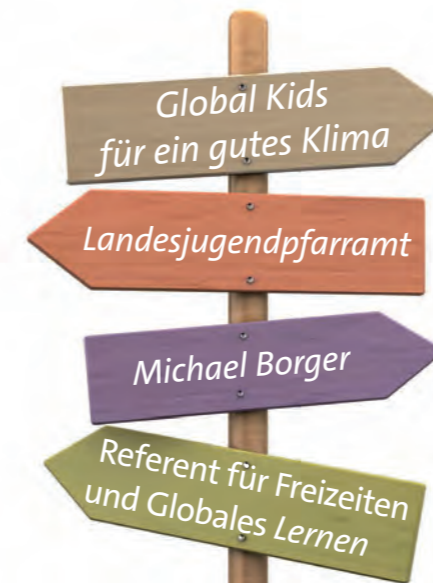 Global Kids
für ein gutes Klima
Landesjugendpfarramt
Michael Borger
Referent für Freizeiten
und Globales Lernen